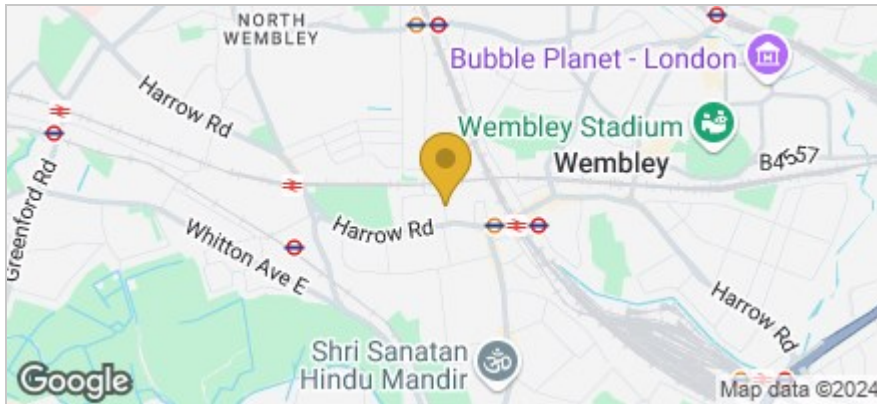 NORTH
WEMBLEY
Bubble Planet - London
Harrow Rd
Wembley Stadium
Wembley
B4557
Greenford Rd
Harrow Rd
Whitton Ave E
Harrow Rd
Shri Sanatan
Hindu Mandir
Google
Map data ©2024